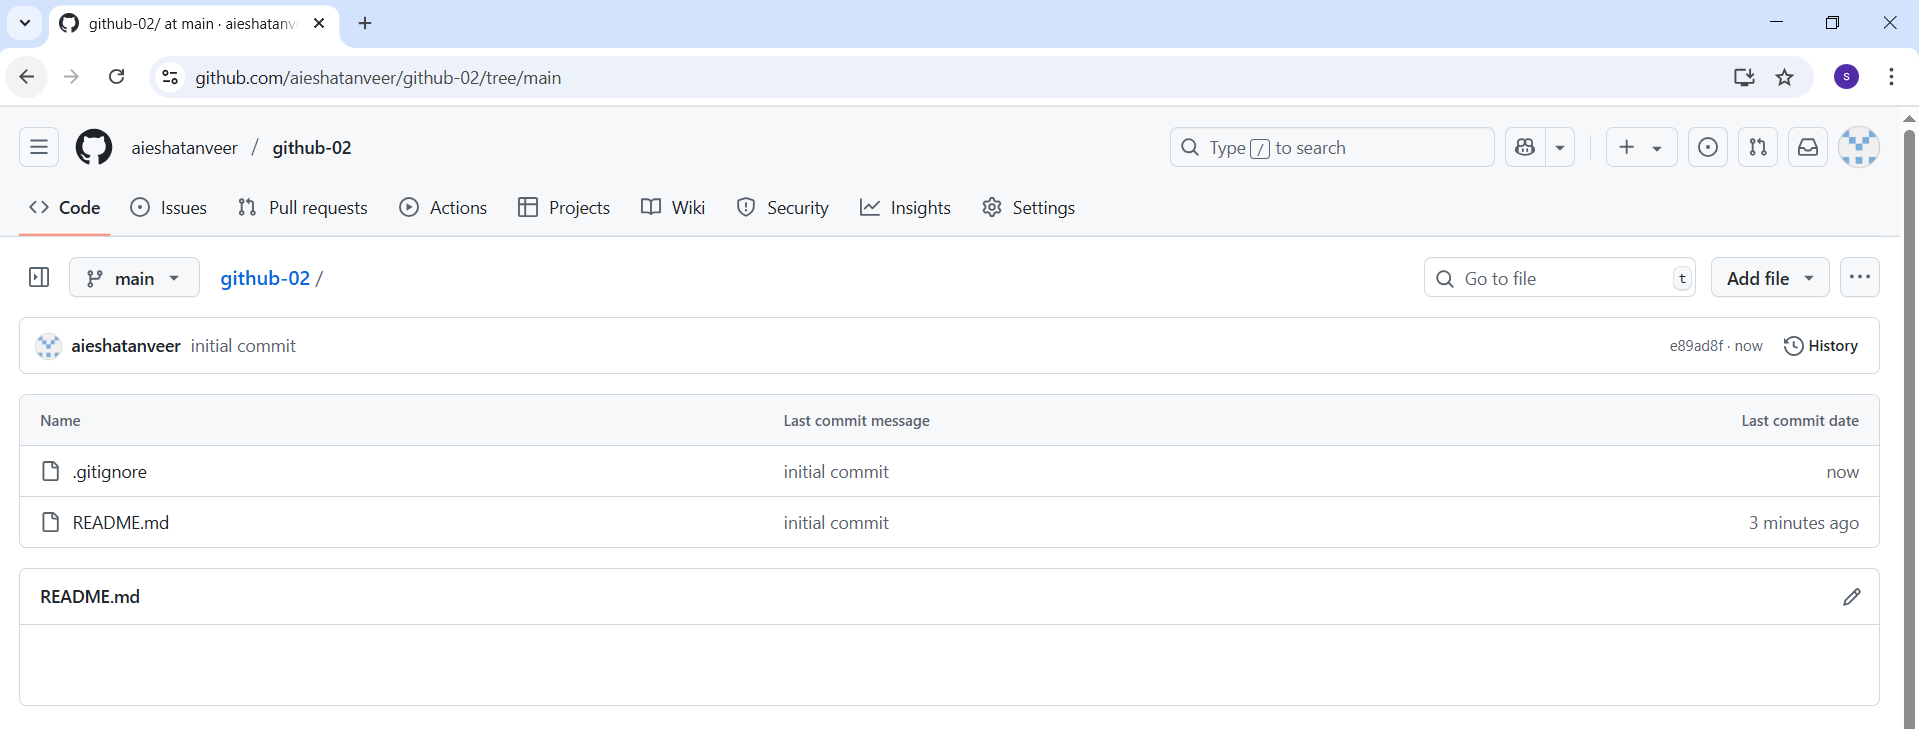 github-02/ at main · aieshatanv
github.com/aieshatanveer/github-02/tree/main
S
aieshatanveer / github-02
Type / to search
Code Issues Pull requests Actions Projects Wiki Security Insights Settings
main github-02 / Go to file t Add file
aieshatanveer initial commit e89ad8f · now History
Name Last commit message Last commit date
.gitignore initial commit now
README.md initial commit 3 minutes ago
README.md